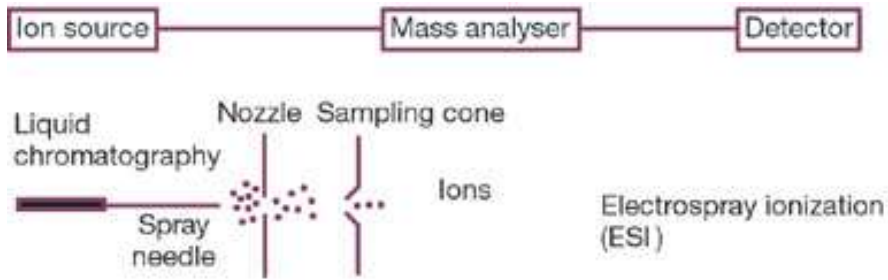 Ion source
Mass analyser
Detector
Nozzle
Sampling cone
Liquid
chromatography
Ions
Spray
needle
Electrospray ionization
(ESI)